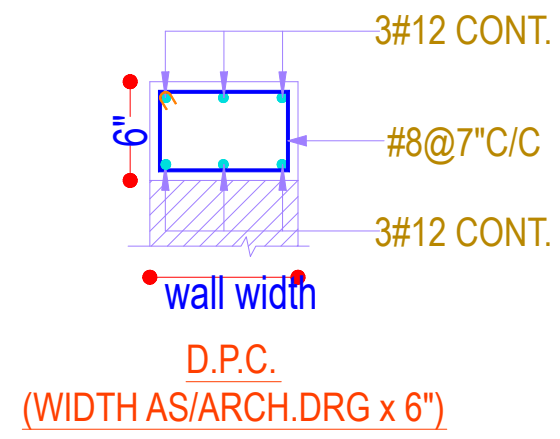 3#12 CONT.
6"
#8@7"C/C
3#12 CONT.
wall width
D.P.C.
(WIDTH AS/ARCH.DRG x 6")